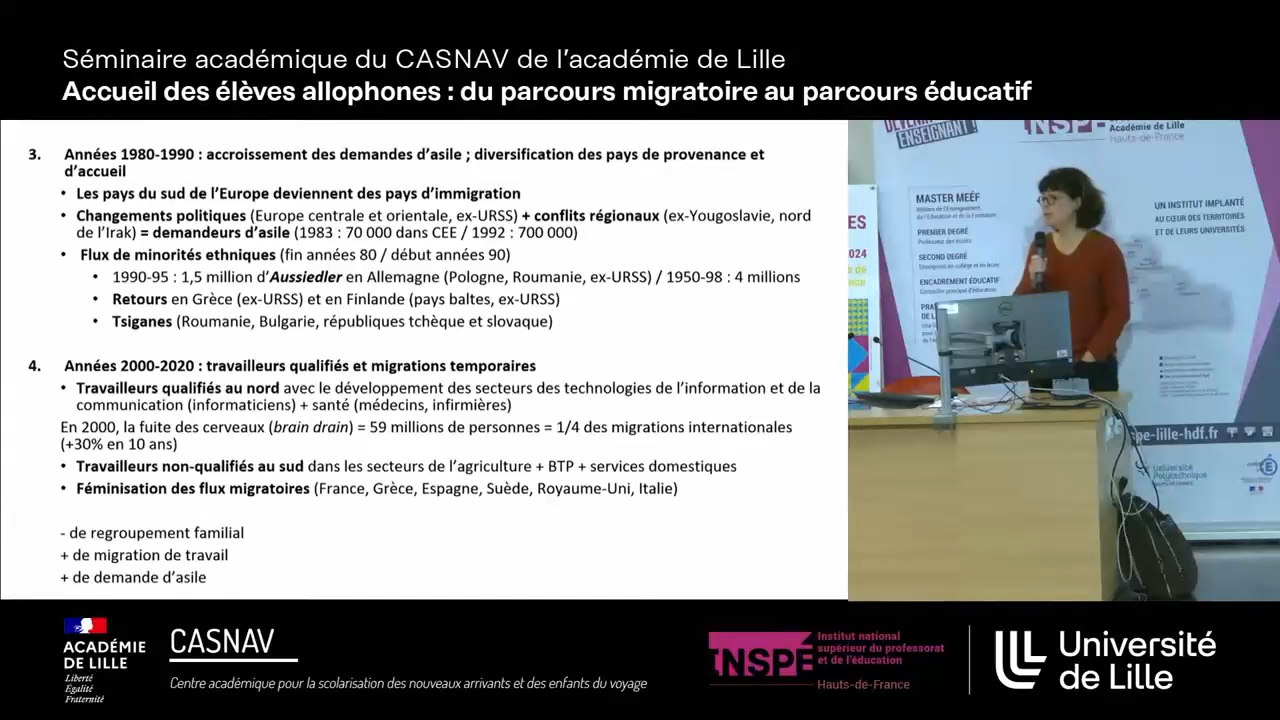 Séminaire académique du CASNAV de l'académie de Lille
Accueil des élèves allophones : du parcours migratoire au parcours éducatif
3. Années 1980-1990 : accroissement des demandes d'asile ; diversification des pays de provenance et
d'accueil
• Les pays du sud de l'Europe deviennent des pays d'immigration
• Changements politiques (Europe centrale et orientale, ex-URSS) + conflits régionaux (ex-Yougoslavie, nord
de l'Irak) = demandeurs d'asile (1983 : 70 000 dans CEE / 1992 : 700 000)
• Flux de minorités ethniques (fin années 80 / début années 90)
• 1990-95 : 1,5 million d'Aussiedler en Allemagne (Pologne, Roumanie, ex-URSS) / 1950-98 : 4 millions
• Retours en Grèce (ex-URSS) et en Finlande (pays baltes, ex-URSS)
• Tsiganes (Roumanie, Bulgarie, républiques tchèque et slovaque)
4. Années 2000-2020 : travailleurs qualifiés et migrations temporaires
• Travailleurs qualifiés au nord avec le développement des secteurs des technologies de l'information et de la
communication (informaticiens) + santé (médecins, infirmières)
En 2000, la fuite des cerveaux (brain drain) = 59 millions de personnes = 1/4 des migrations internationales
(+30% en 10 ans)
• Travailleurs non-qualifiés au sud dans les secteurs de l'agriculture + BTP + services domestiques
• Féminisation des flux migratoires (France, Grèce, Espagne, Suède, Royaume-Uni, Italie)
- de regroupement familial
+ de migration de travail
+ de demande d'asile
ENSEIGNANT !
INSPÉ
Académie de Lille
Hauts-de-France
MASTER MEÉF
PREMIER DEGRÉ
SECOND DEGRÉ
ENCADREMENT ÉDUCATIF
UN INSTITUT IMPLANTÉ
AU CŒUR DES TERRITOIRES
ET DE LEURS UNIVERSITÉS
ES
2024
DELL
spe-lille-hdf.fr
Université
Polytechnique
ACADÉMIE
DE LILLE
Liberté
Égalité
Fraternité
CASNAV
Centre académique pour la scolarisation des nouveaux arrivants et des enfants du voyage
INSPÉ
Institut national
supérieur du professorat
et de l'éducation
Hauts-de-France
Université
de Lille